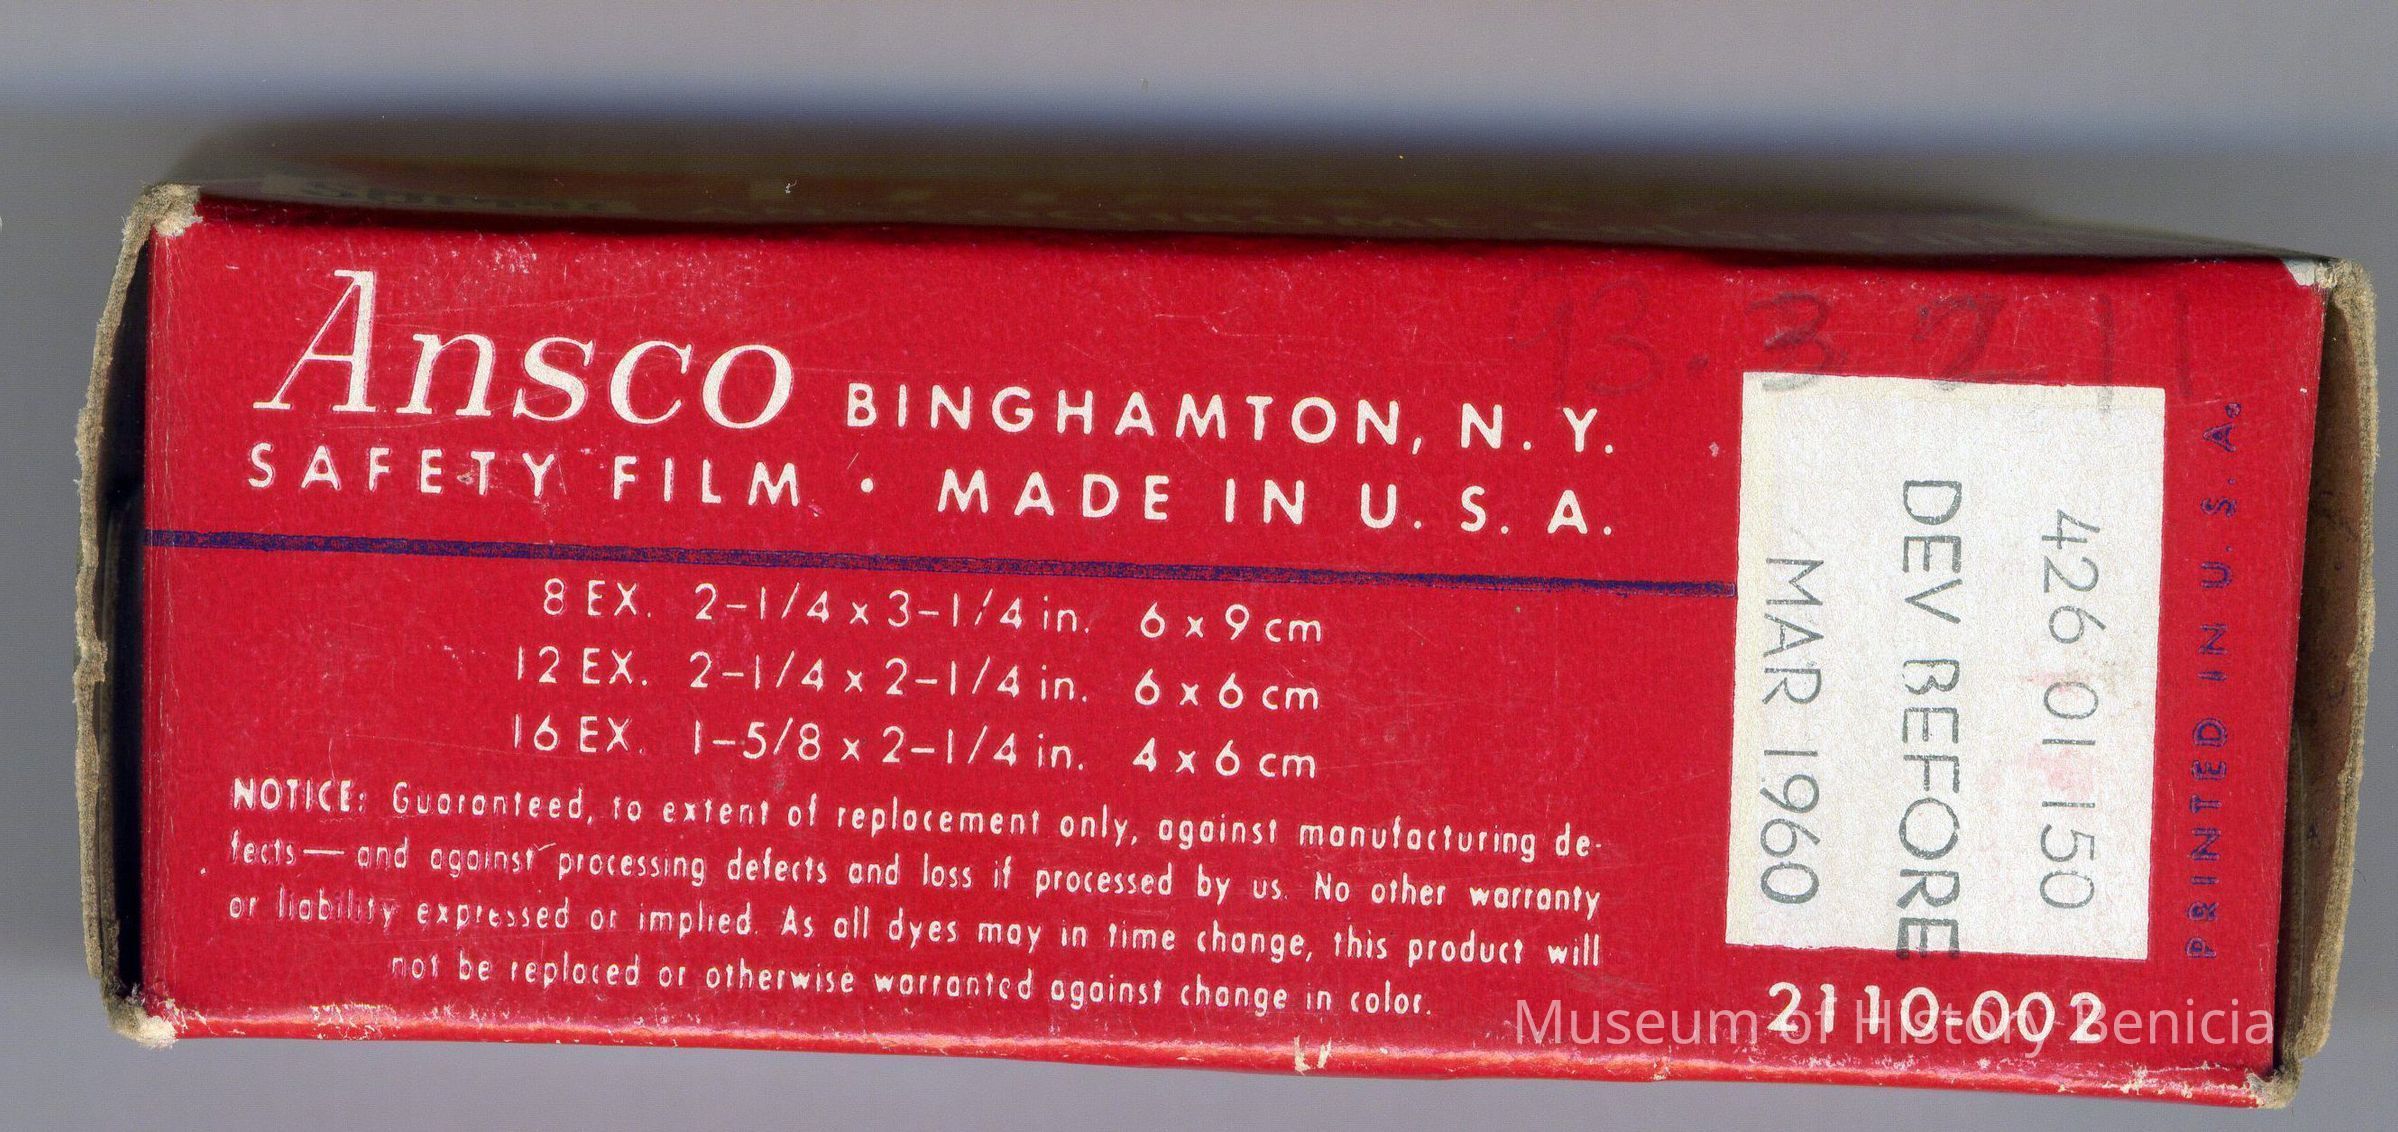 Ansco BINGHAMTON, N. Y.
SAFETY FILM · MADE IN U. S. A.
8 EX. 2-1/4 x 3-1/4 in. 6 x 9 cm
12 EX. 2-1/4 x 2-1/4 in. 6 x 6 cm
16 EX. 1-5/8 x 2-1/4 in. 4 x 6 cm
NOTICE: Guaranteed, to extent of replacement only, against manufacturing de-
fects— and against processing defects and loss if processed by us. No other warranty
or liability expressed or implied. As all dyes may in time change, this product will
not be replaced or otherwise warranted against change in color.
93.3 2 11
426 01 150
DEV BEFORE
MAR 1960
PRINTED IN U. S. A.
2110-002
Museum of History Benicia